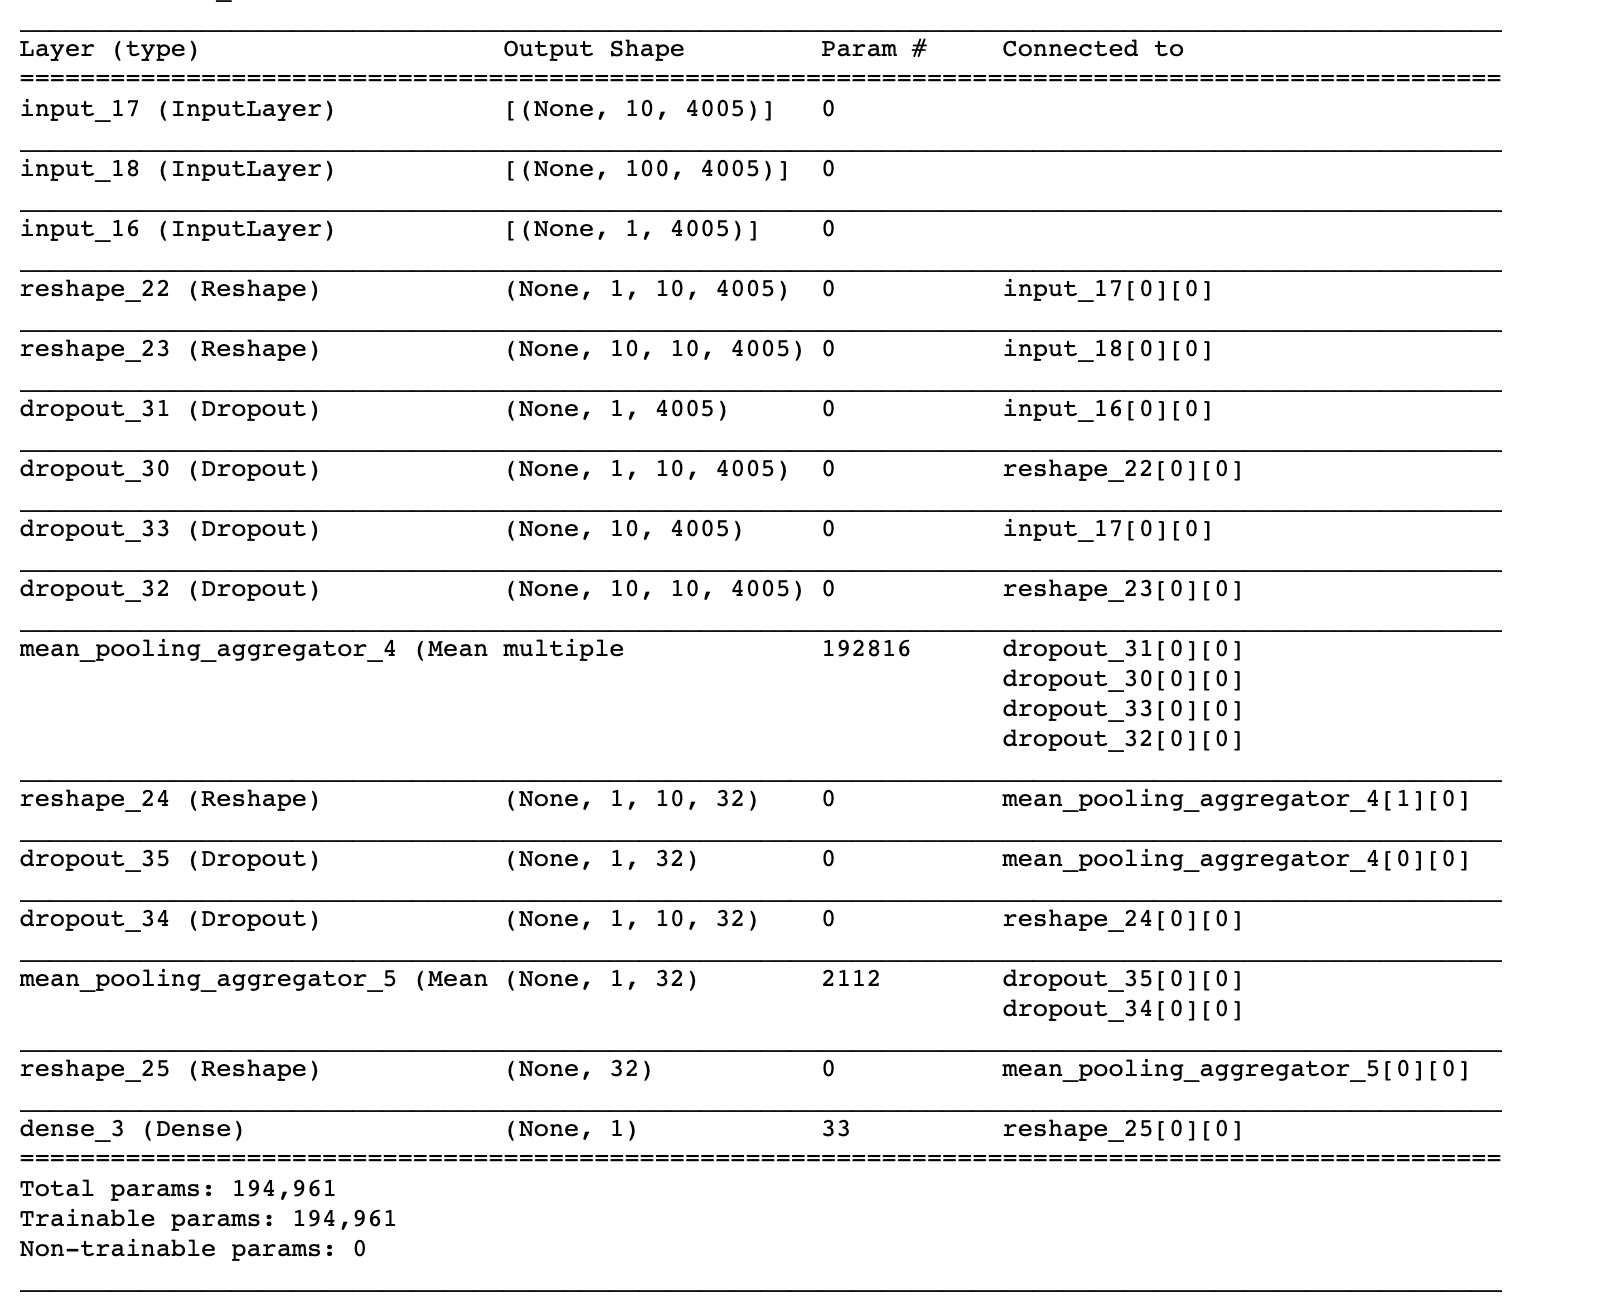 Layer (type) Output Shape Param # Connected to
==================================================================================================
input_17 (InputLayer) [(None, 10, 4005)] 0
input_18 (InputLayer) [(None, 100, 4005)] 0
input_16 (InputLayer) [(None, 1, 4005)] 0
reshape_22 (Reshape) (None, 1, 10, 4005) 0 input_17[0][0]
reshape_23 (Reshape) (None, 10, 10, 4005) 0 input_18[0][0]
dropout_31 (Dropout) (None, 1, 4005) 0 input_16[0][0]
dropout_30 (Dropout) (None, 1, 10, 4005) 0 reshape_22[0][0]
dropout_33 (Dropout) (None, 10, 4005) 0 input_17[0][0]
dropout_32 (Dropout) (None, 10, 10, 4005) 0 reshape_23[0][0]
mean_pooling_aggregator_4 (Mean multiple 192816 dropout_31[0][0]
dropout_30[0][0]
dropout_33[0][0]
dropout_32[0][0]
reshape_24 (Reshape) (None, 1, 10, 32) 0 mean_pooling_aggregator_4[1][0]
dropout_35 (Dropout) (None, 1, 32) 0 mean_pooling_aggregator_4[0][0]
dropout_34 (Dropout) (None, 1, 10, 32) 0 reshape_24[0][0]
mean_pooling_aggregator_5 (Mean (None, 1, 32) 2112 dropout_35[0][0]
dropout_34[0][0]
reshape_25 (Reshape) (None, 32) 0 mean_pooling_aggregator_5[0][0]
dense_3 (Dense) (None, 1) 33 reshape_25[0][0]
==================================================================================================
Total params: 194,961
Trainable params: 194,961
Non-trainable params: 0